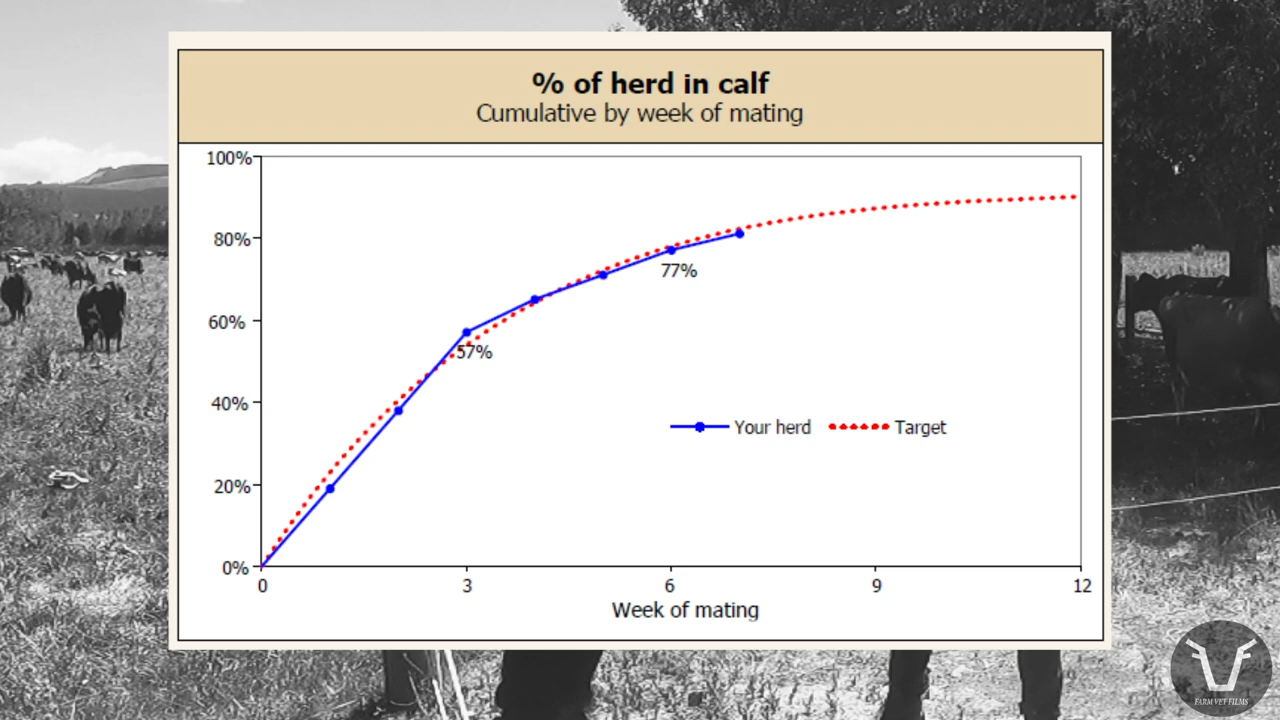 % of herd in calf
Cumulative by week of mating
100%
80%
60%
40%
20%
0%
57%
77%
Your herd Target
0 3 6 9 12
Week of mating
FARM VET FILMS